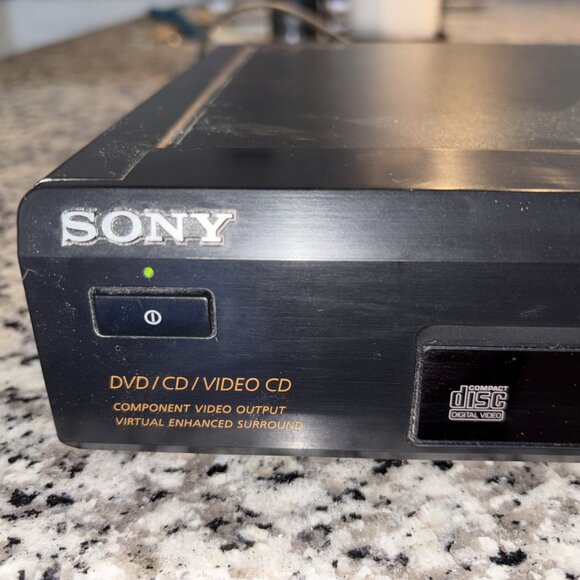 SONY
DVD / CD / VIDEO CD
COMPONENT VIDEO OUTPUT
VIRTUAL ENHANCED SURROUND
COMPACT
disc
DIGITAL VIDEO